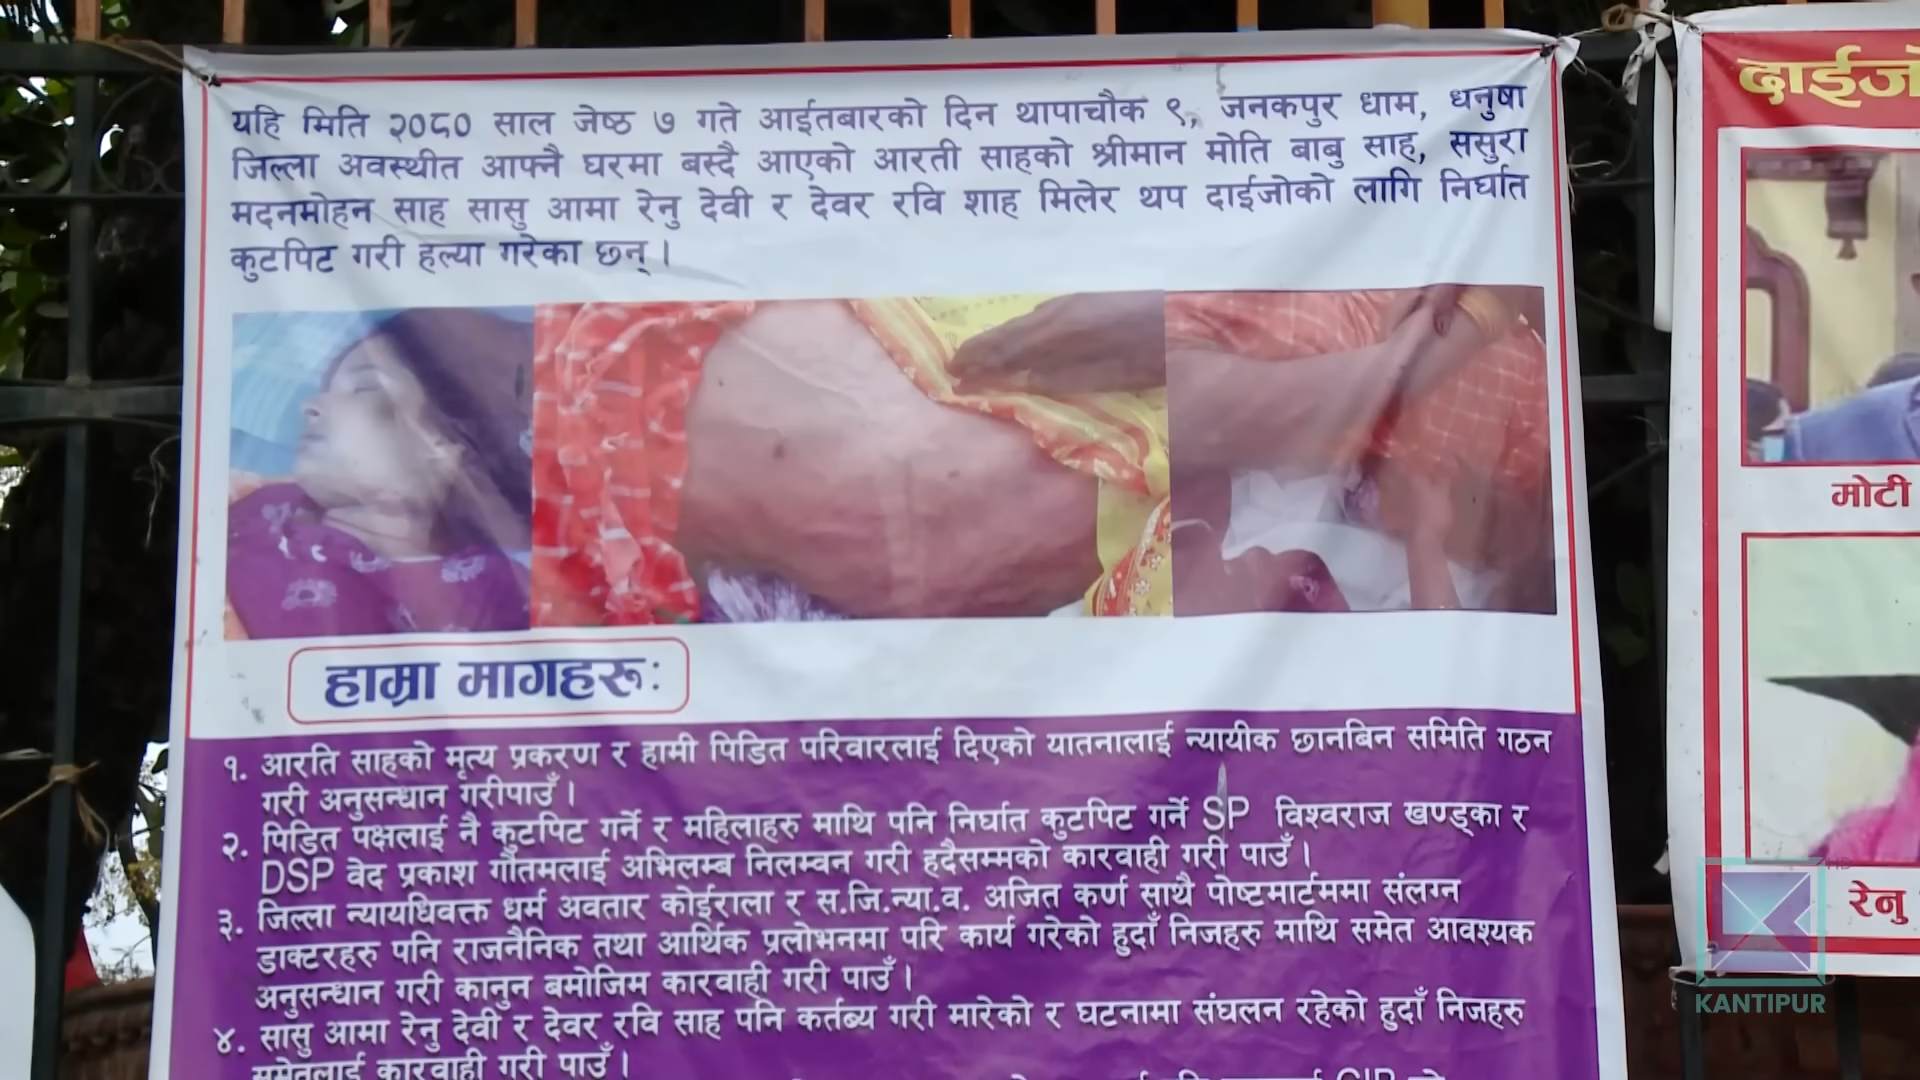 यहि मिति २०८० साल जेष्ठ ७ गते आईतबारको दिन थापाचौक ९, जनकपुर धाम, धनुषा
जिल्ला अवस्थीत आफ्नै घरमा बस्दै आएको आरती साहको श्रीमान मोति बाबु साह, ससुरा
मदनमोहन साह सासु आमा रेनु देवी र देवर रवि शाह मिलेर थप दाईजोको लागि निर्घात
कुटपिट गरी हत्या गरेका छन् ।
हाम्रा मागहरू:
१. आरति साहको मृत्य प्रकरण र हामी पिडित परिवारलाई दिएको यातनालाई न्यायीक छानबिन समिति गठन
गरी अनुसन्धान गरीपाउँ ।
२. पिडित पक्षलाई नै कुटपिट गर्ने र महिलाहरु माथि पनि निर्घात कुटपिट गर्ने SP विश्वराज खण्ड्का र
DSP वेद प्रकाश गौतमलाई अभिलम्ब निलम्वन गरी हदैसम्मको कारवाही गरी पाउँ ।
३. जिल्ला न्यायधिवक्त धर्म अवतार कोईराला र स.जि.न्या.व. अजित कर्ण साथै पोष्टमार्टममा संलग्न
डाक्टरहरु पनि राजनैनिक तथा आर्थिक प्रलोभनमा परि कार्य गरेको हुदाँ निजहरु माथि समेत आवश्यक
अनुसन्धान गरी कानुन बमोजिम कारवाही गरी पाउँ ।
४. सासु आमा रेनु देवी र देवर रवि साह पनि कर्तब्य गरी मारेको र घटनामा संघलन रहेको हुदाँ निजहरु
समेतलाई कारवाही गरी पाउँ ।
दाईज
मोटी
रेनु
KANTIPUR
HD